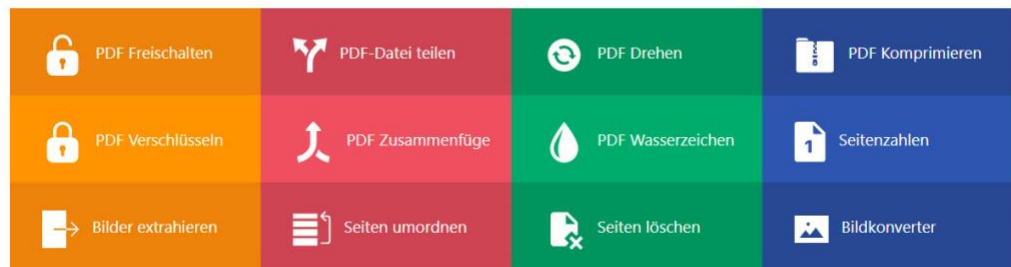 PDF Freischalten
PDF-Datei teilen
PDF Drehen
PDF Komprimieren
PDF Verschlüsseln
PDF Zusammenfüge
PDF Wasserzeichen
1
Seitenzahlen
Bilder extrahieren
Seiten umordnen
Seiten löschen
Bildkonverter